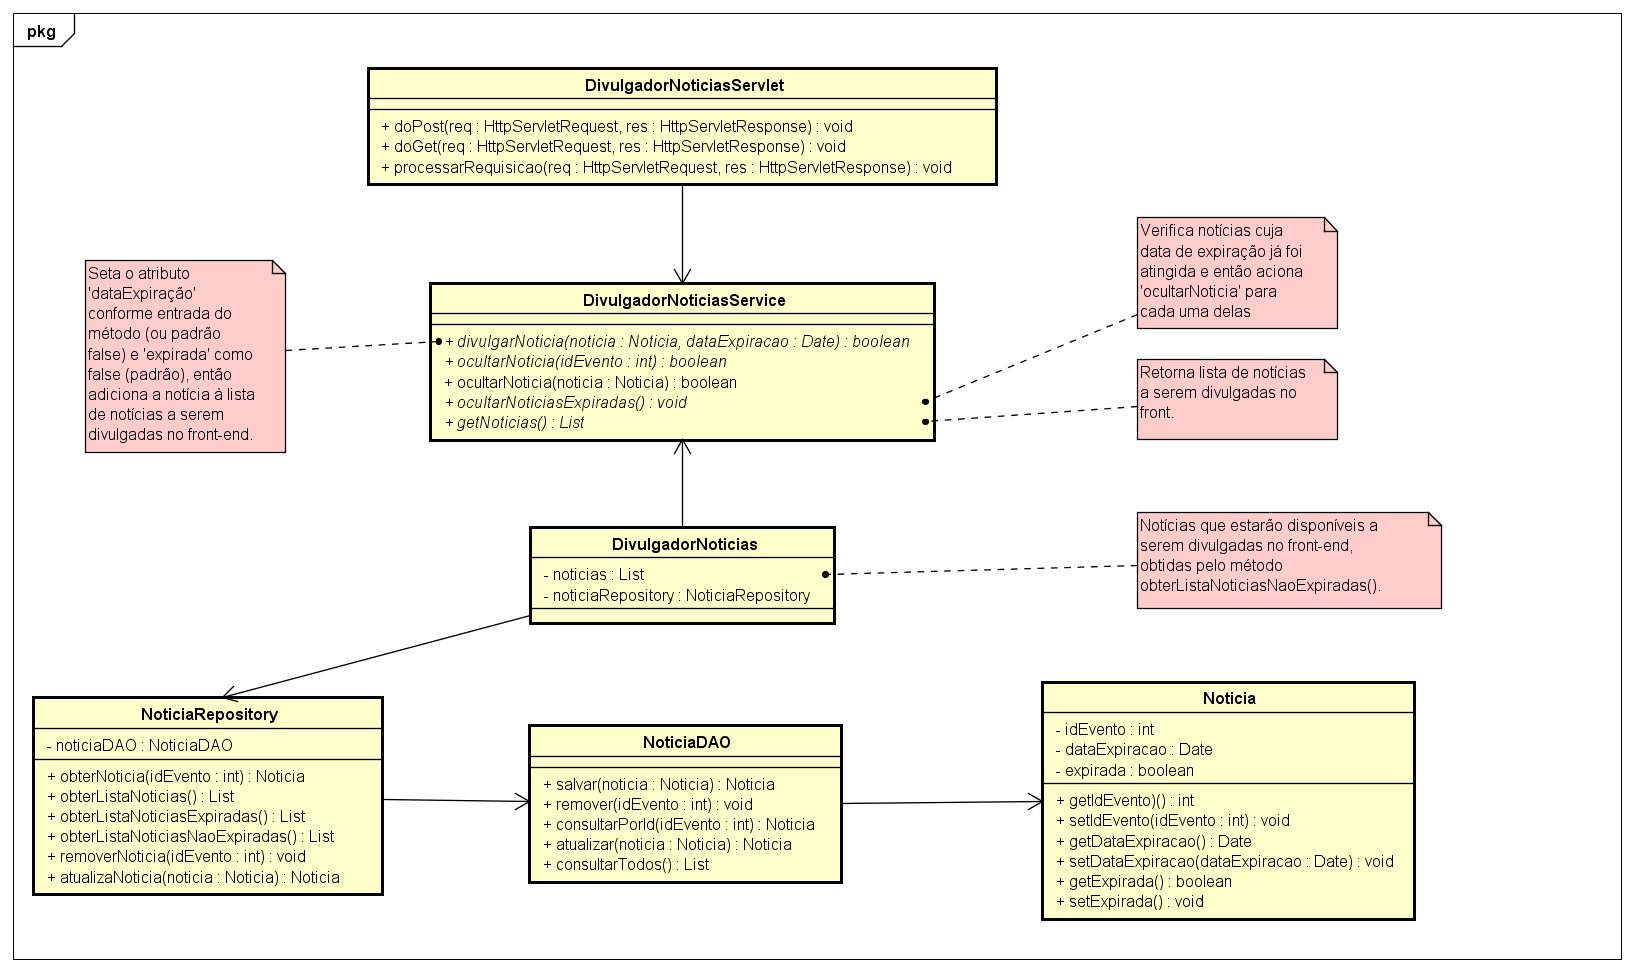 pkg
DivulgadorNoticiasServlet
+ doPost(req : HttpServletRequest, res : HttpServletResponse) : void
+ doGet(req : HttpServletRequest, res : HttpServletResponse) : void
+ processarRequisicao(req : HttpServletRequest, res : HttpServletResponse) : void
Verifica notícias cuja
data de expiração já foi
atingida e então aciona
'ocultarNoticia' para
cada uma delas
Seta o atributo
'dataExpiração'
conforme entrada do
método (ou padrão
false) e 'expirada' como
false (padrão), então
adiciona a notícia à lista
de notícias a serem
divulgadas no front-end.
DivulgadorNoticiasService
+ divulgarNoticia(noticia : Noticia, dataExpiracao : Date) : boolean
+ ocultarNoticia(idEvento : int) : boolean
+ ocultarNoticia(noticia : Noticia) : boolean
+ ocultarNoticiasExpiradas() : void
+ getNoticias() : List
Retorna lista de notícias
a serem divulgadas no
front.
DivulgadorNoticias
- noticias : List
- noticiaRepository : NoticiaRepository
Notícias que estarão disponíveis a
serem divulgadas no front-end,
obtidas pelo método
obterListaNoticiasNaoExpiradas().
NoticiaRepository
- noticiaDAO : NoticiaDAO
+ obterNoticia(idEvento : int) : Noticia
+ obterListaNoticias() : List
+ obterListaNoticiasExpiradas() : List
+ obterListaNoticiasNaoExpiradas() : List
+ removerNoticia(idEvento : int) : void
+ atualizaNoticia(noticia : Noticia) : Noticia
NoticiaDAO
+ salvar(noticia : Noticia) : Noticia
+ remover(idEvento : int) : void
+ consultarPorId(idEvento : int) : Noticia
+ atualizar(noticia : Noticia) : Noticia
+ consultarTodos() : List
Noticia
- idEvento : int
- dataExpiracao : Date
- expirada : boolean
+ getIdEvento)() : int
+ setIdEvento(idEvento : int) : void
+ getDataExpiracao() : Date
+ setDataExpiracao(dataExpiracao : Date) : void
+ getExpirada() : boolean
+ setExpirada() : void